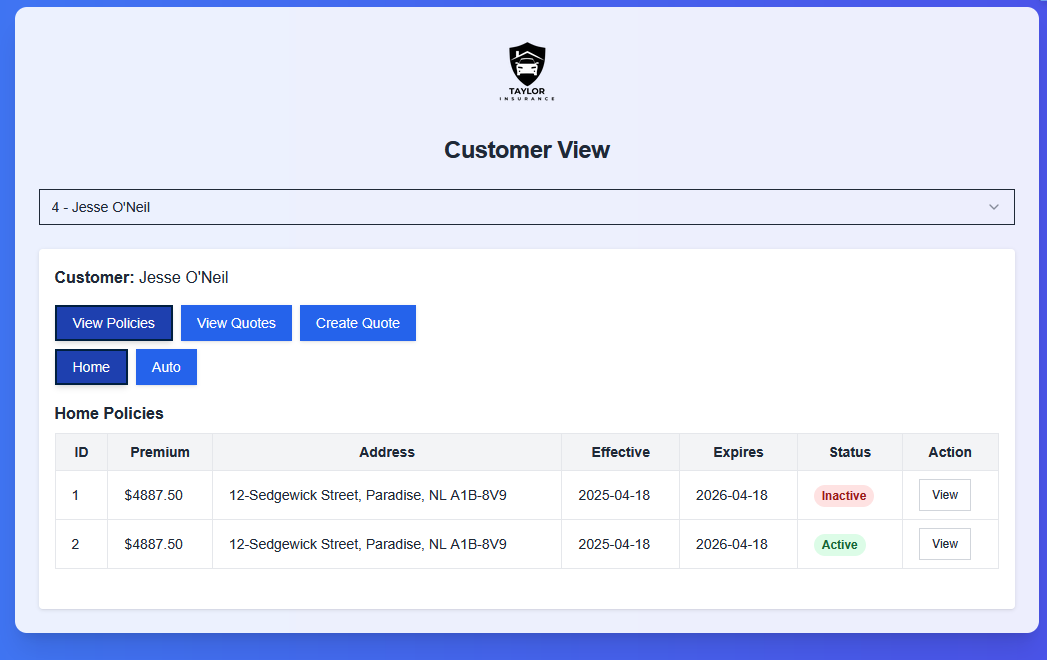 TAYLOR
INSURANCE
Customer View
4 - Jesse O'Neil
Customer: Jesse O'Neil
View Policies View Quotes Create Quote
Home Auto
Home Policies
ID Premium Address Effective Expires Status Action
1 $4887.50 12-Sedgewick Street, Paradise, NL A1B-8V9 2025-04-18 2026-04-18 Inactive View
2 $4887.50 12-Sedgewick Street, Paradise, NL A1B-8V9 2025-04-18 2026-04-18 Active View